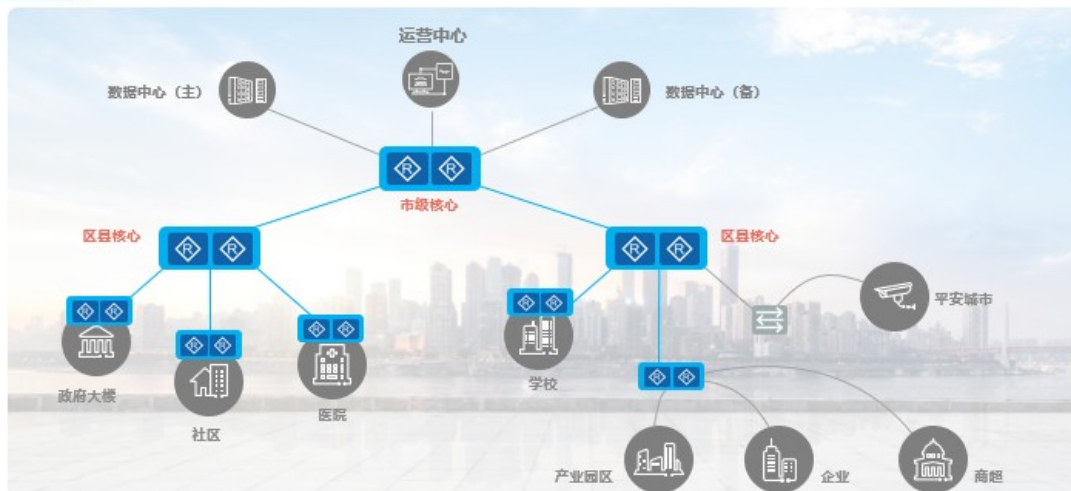 运营中心
数据中心（主）
数据中心（备）
R R
市级核心
区县核心
R R
R R
区县核心
R R
R R
R R
R R
平安城市
政府大楼
社区
医院
学校
R R
产业园区
企业
商超